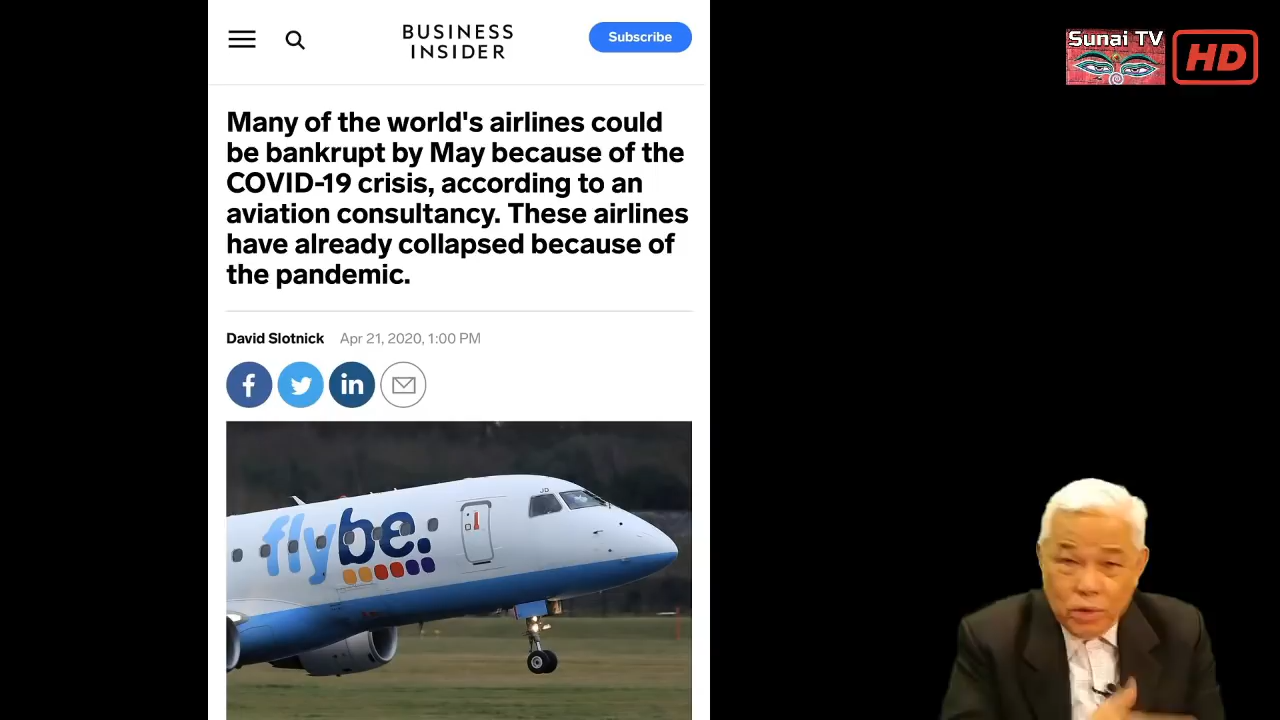 BUSINESS
INSIDER
Subscribe
Sunai TV
HD
Many of the world's airlines could
be bankrupt by May because of the
COVID-19 crisis, according to an
aviation consultancy. These airlines
have already collapsed because of
the pandemic.
David Slotnick Apr 21, 2020, 1:00 PM
f
in
flybe.
JD